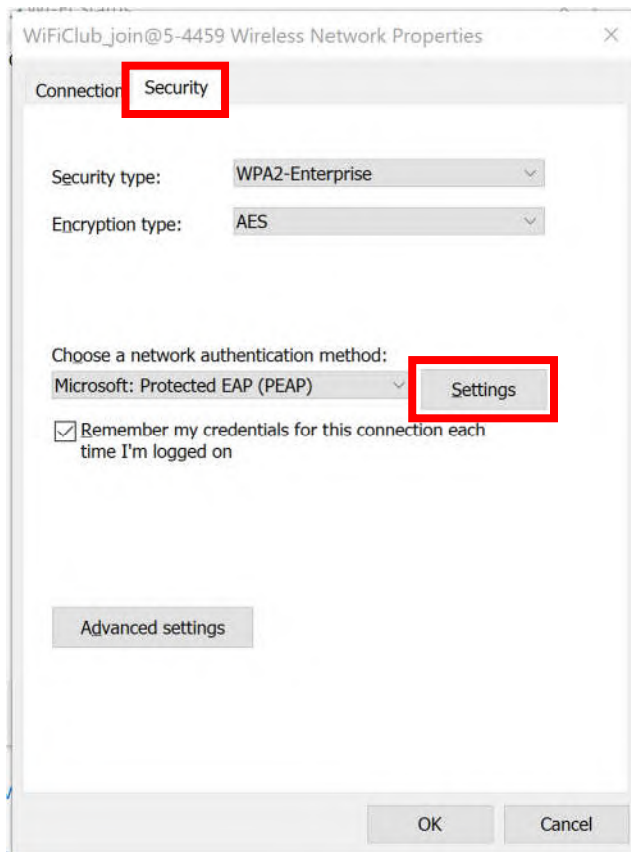 WiFiClub_join@5-4459 Wireless Network Properties
Connection Security
Security type: WPA2-Enterprise
Encryption type: AES
Choose a network authentication method:
Microsoft: Protected EAP (PEAP) Settings
Remember my credentials for this connection each
time I'm logged on
Advanced settings
OK Cancel